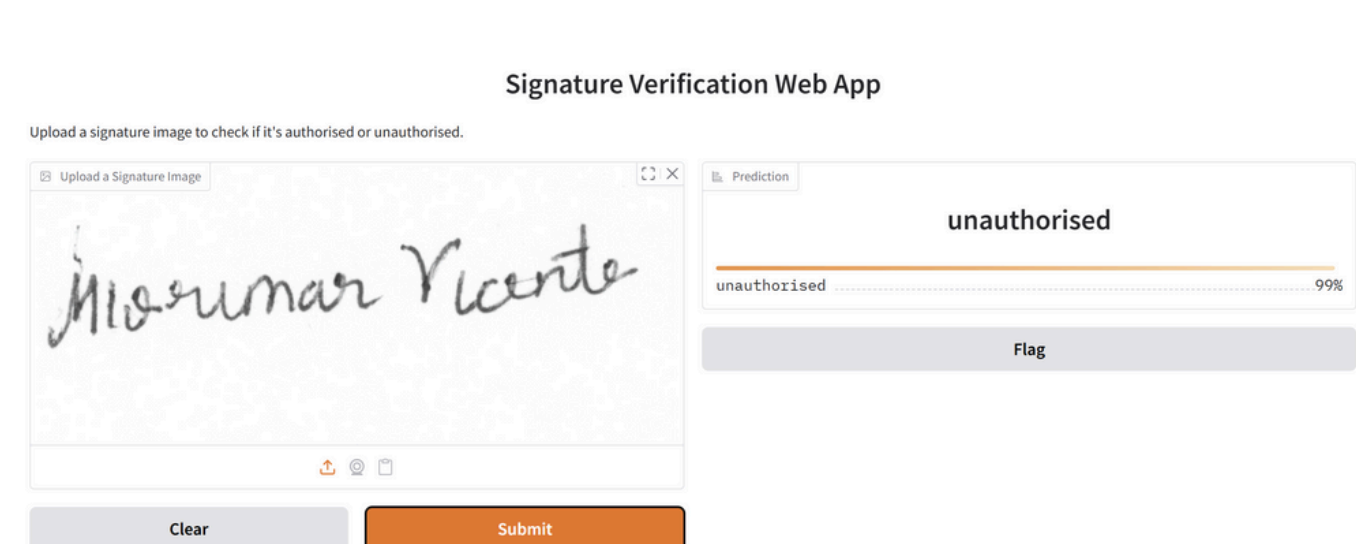 Signature Verification Web App
Upload a signature image to check if it's authorised or unauthorised.
Upload a Signature Image
Vicente
Prediction
unauthorised
unauthorised 99%
Flag
Clear
Submit